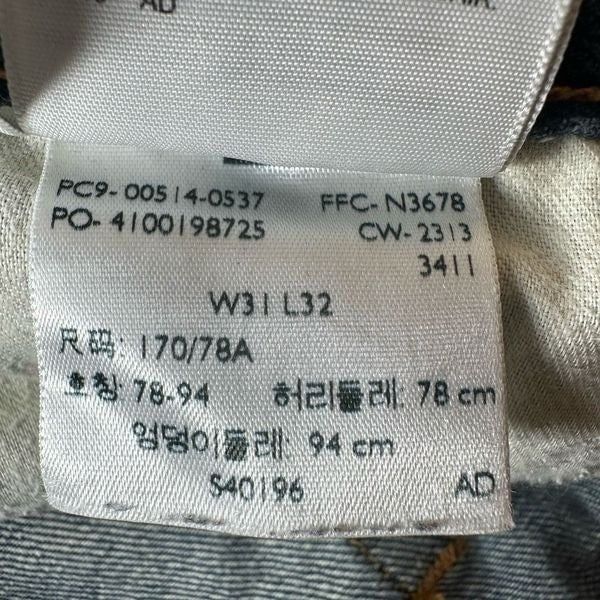 AD
PC9- 00514-0537 FFC- N3678
PO- 4100198725 CW- 2313
3411
W31 L32
尺码: 170/78A
호칭: 78-94 허리둘레: 78 cm
엉덩이둘레: 94 cm
S40196 AD